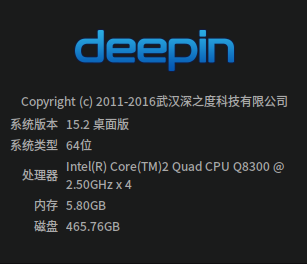 deepin
Copyright (c) 2011-2016武汉深之度科技有限公司
系统版本 15.2 桌面版
系统类型 64位
处理器 Intel(R) Core(TM)2 Quad CPU Q8300 @
2.50GHz x 4
内存 5.80GB
磁盘 465.76GB